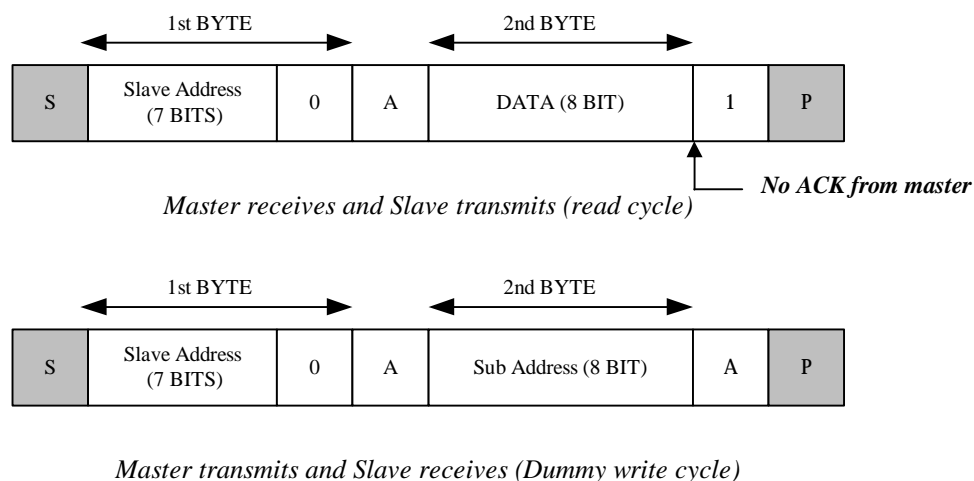 1st BYTE 2nd BYTE
S Slave Address (7 BITS) 0 A DATA (8 BIT) 1 P
No ACK from master
Master receives and Slave transmits (read cycle)
1st BYTE 2nd BYTE
S Slave Address (7 BITS) 0 A Sub Address (8 BIT) A P
Master transmits and Slave receives (Dummy write cycle)